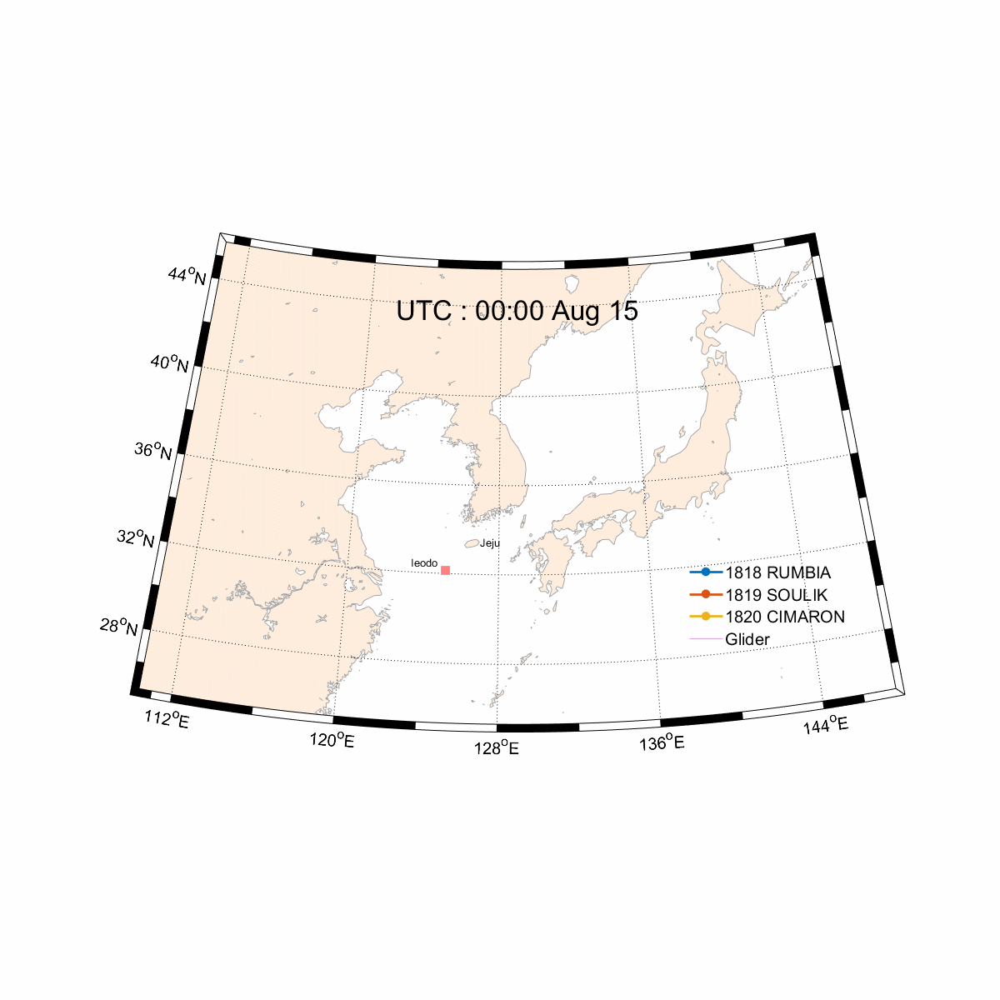 UTC : 00:00 Aug 15
44°N
40°N
36°N
32°N
28°N
Jeju
Ieodo
1818 RUMBIA
1819 SOULIK
1820 CIMARON
Glider
112°E
120°E
128°E
136°E
144°E